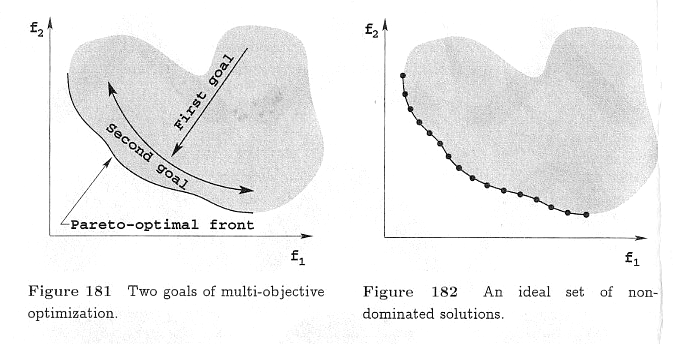 f2
First goal
Second goal
Pareto-optimal front
f1
Figure 181 Two goals of multi-objective
optimization.
f2
f1
Figure 182 An ideal set of non-
dominated solutions.